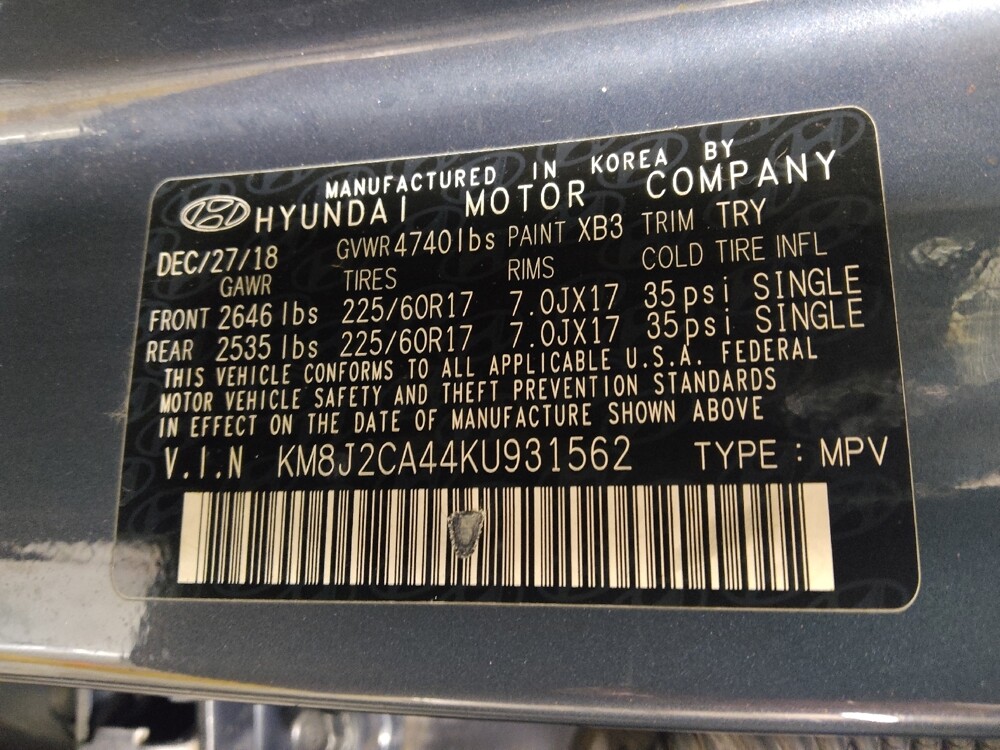 MANUFACTURED IN KOREA BY
HYUNDAI MOTOR COMPANY
DEC/27/18 GVWR 4740lbs PAINT XB3 TRIM TRY
GAWR TIRES RIMS COLD TIRE INFL
FRONT 2646 lbs 225/60R17 7.0JX17 35psi SINGLE
REAR 2535 lbs 225/60R17 7.0JX17 35psi SINGLE
THIS VEHICLE CONFORMS TO ALL APPLICABLE U.S.A. FEDERAL
MOTOR VEHICLE SAFETY AND THEFT PREVENTION STANDARDS
IN EFFECT ON THE DATE OF MANUFACTURE SHOWN ABOVE
V.I.N KM8J2CA44KU931562 TYPE : MPV